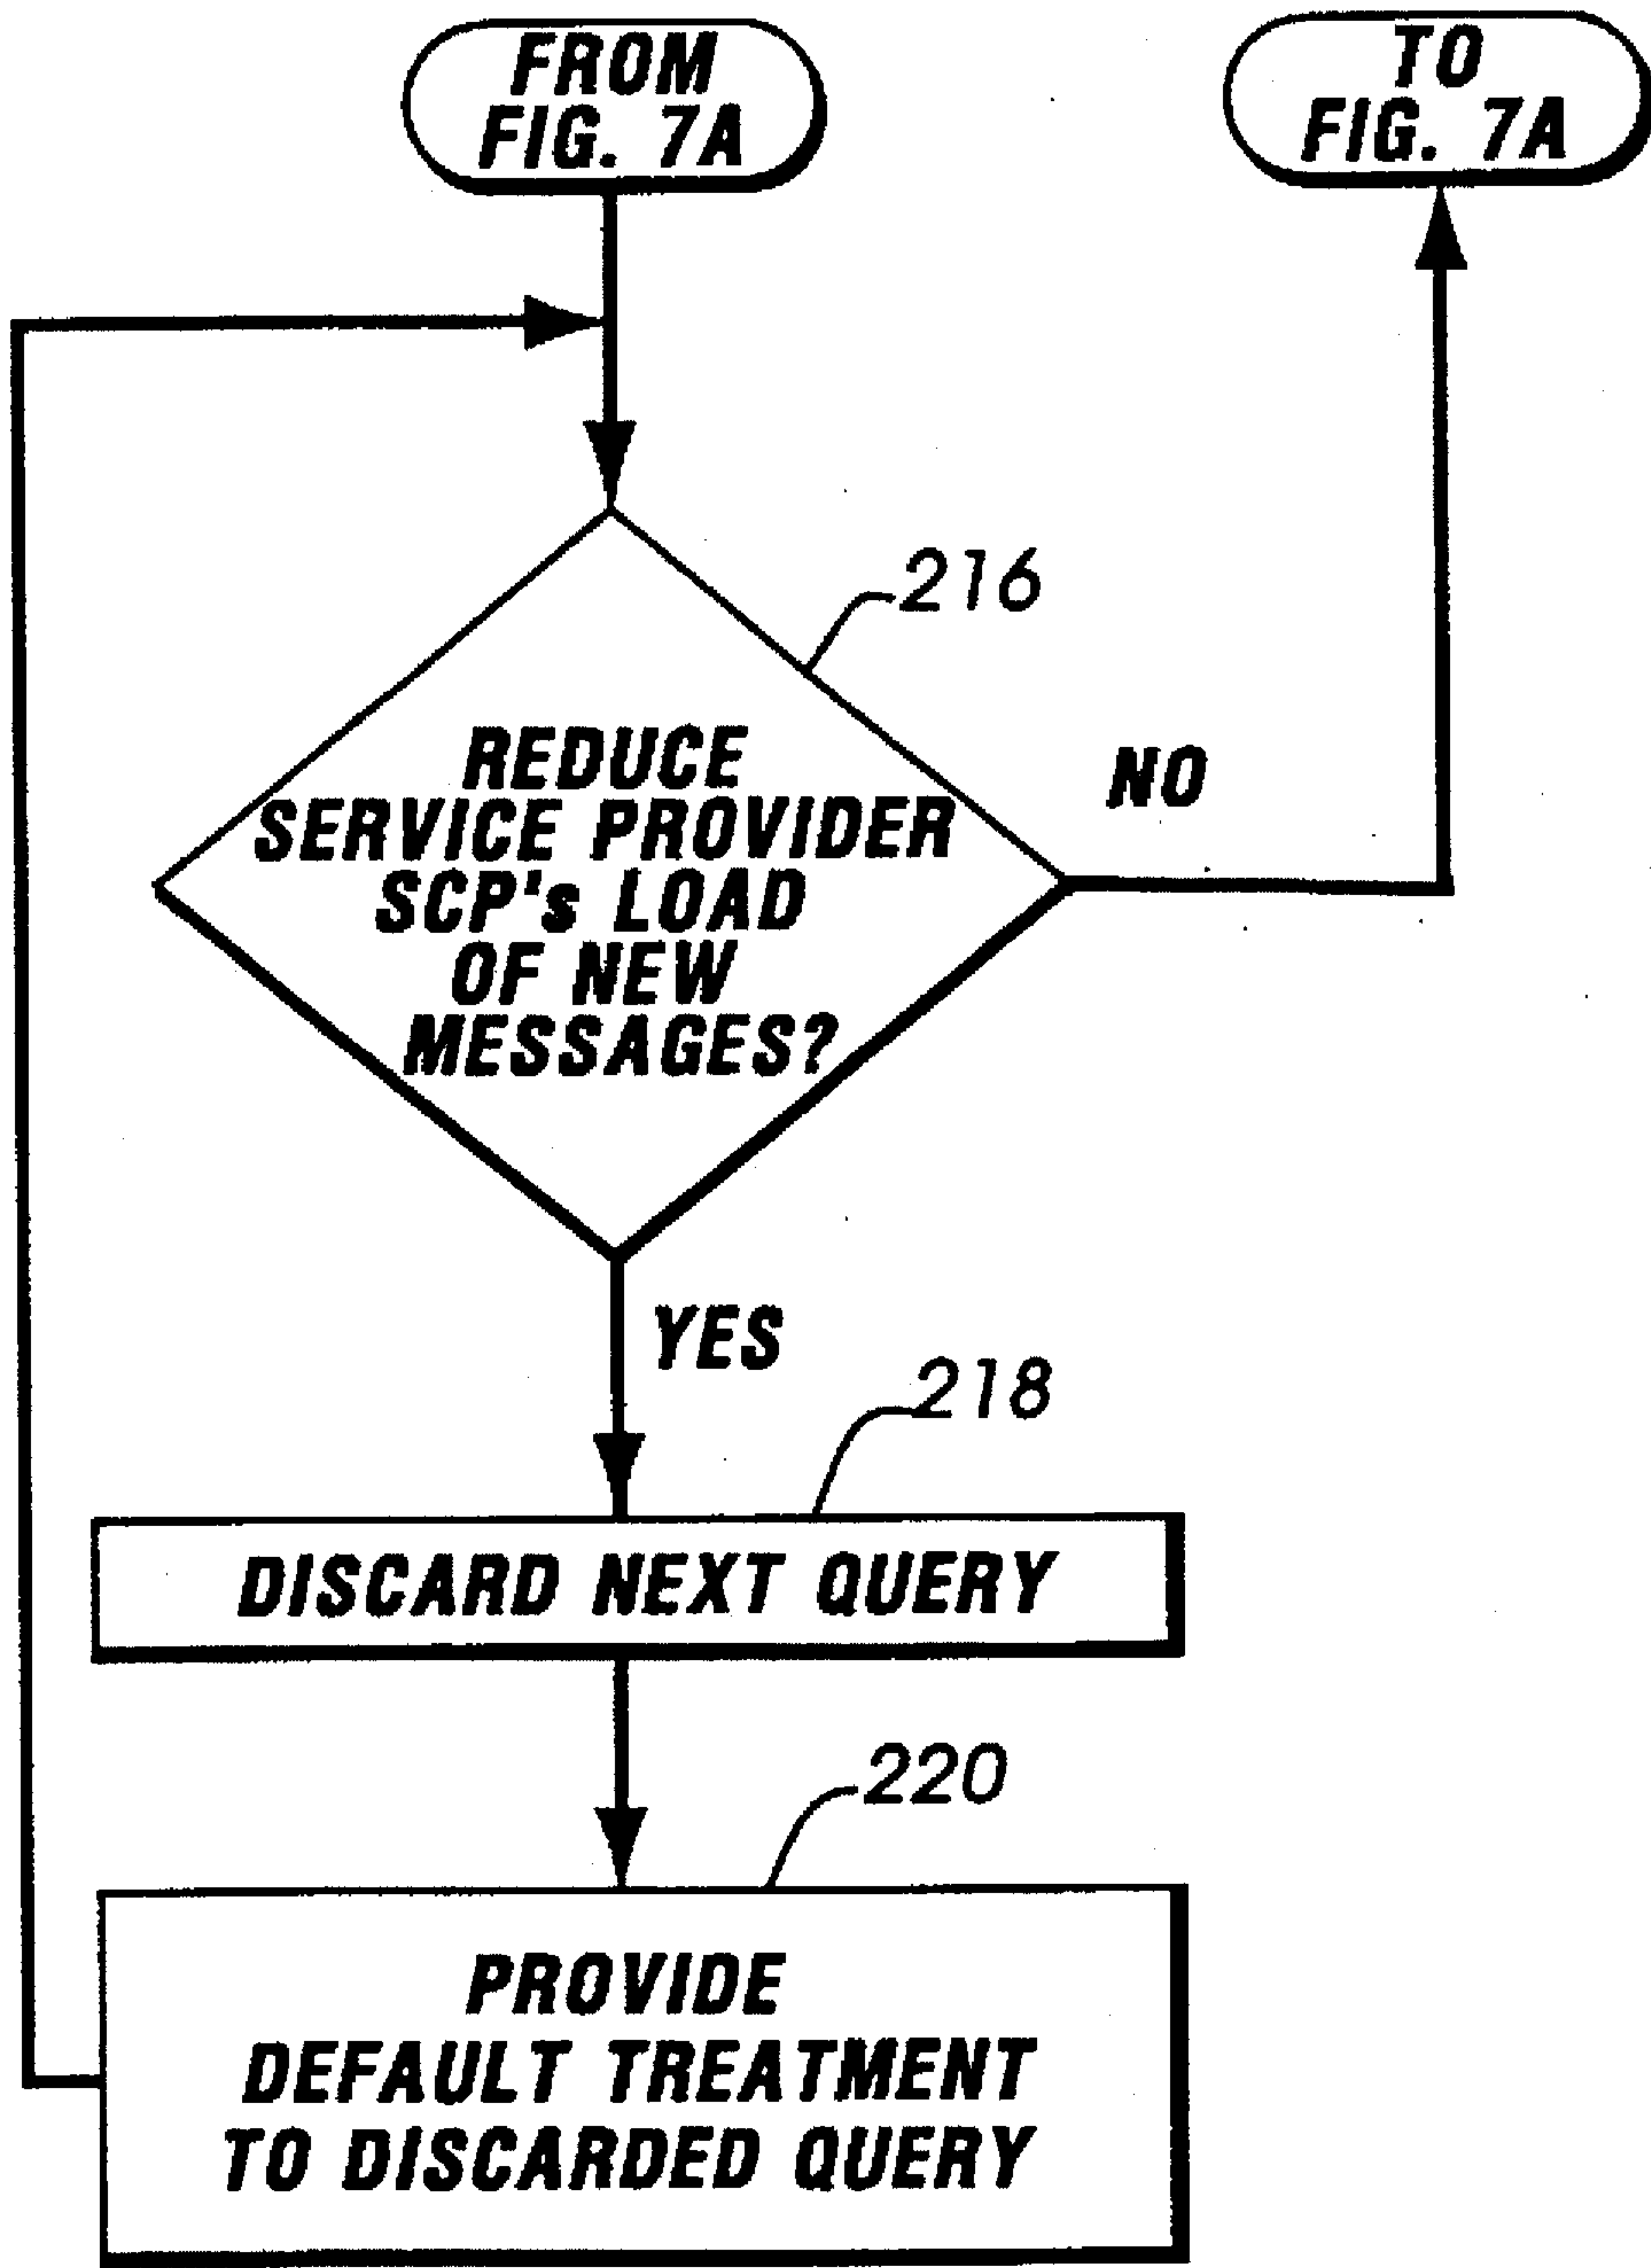 FROM
FIG. 7A
TO
FIG. 7A
216
REDUCE
SERVICE PROVIDER
SCP's LOAD
OF NEW
MESSAGES?
NO
YES
218
DISCARD NEXT QUERY
220
PROVIDE
DEFAULT TREATMENT
TO DISCARDED QUERY